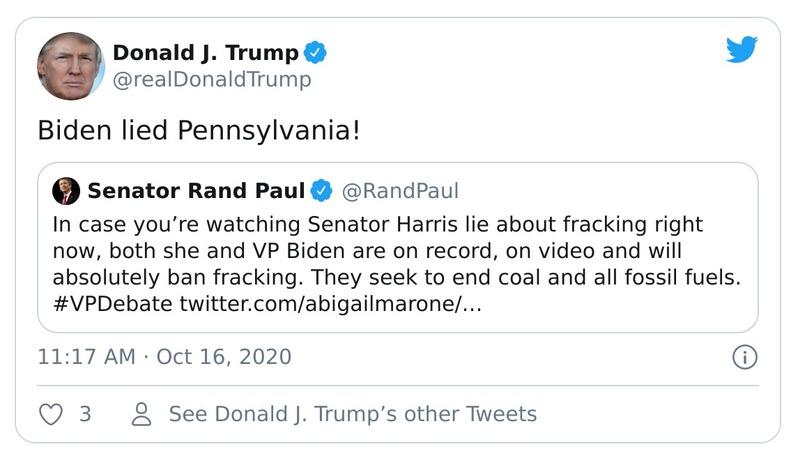 Donald J. Trump
@realDonaldTrump
Biden lied Pennsylvania!
Senator Rand Paul @RandPaul
In case you’re watching Senator Harris lie about fracking right
now, both she and VP Biden are on record, on video and will
absolutely ban fracking. They seek to end coal and all fossil fuels.
#VPDebate twitter.com/abigailmarone/…
11:17 AM · Oct 16, 2020
3 See Donald J. Trump’s other Tweets